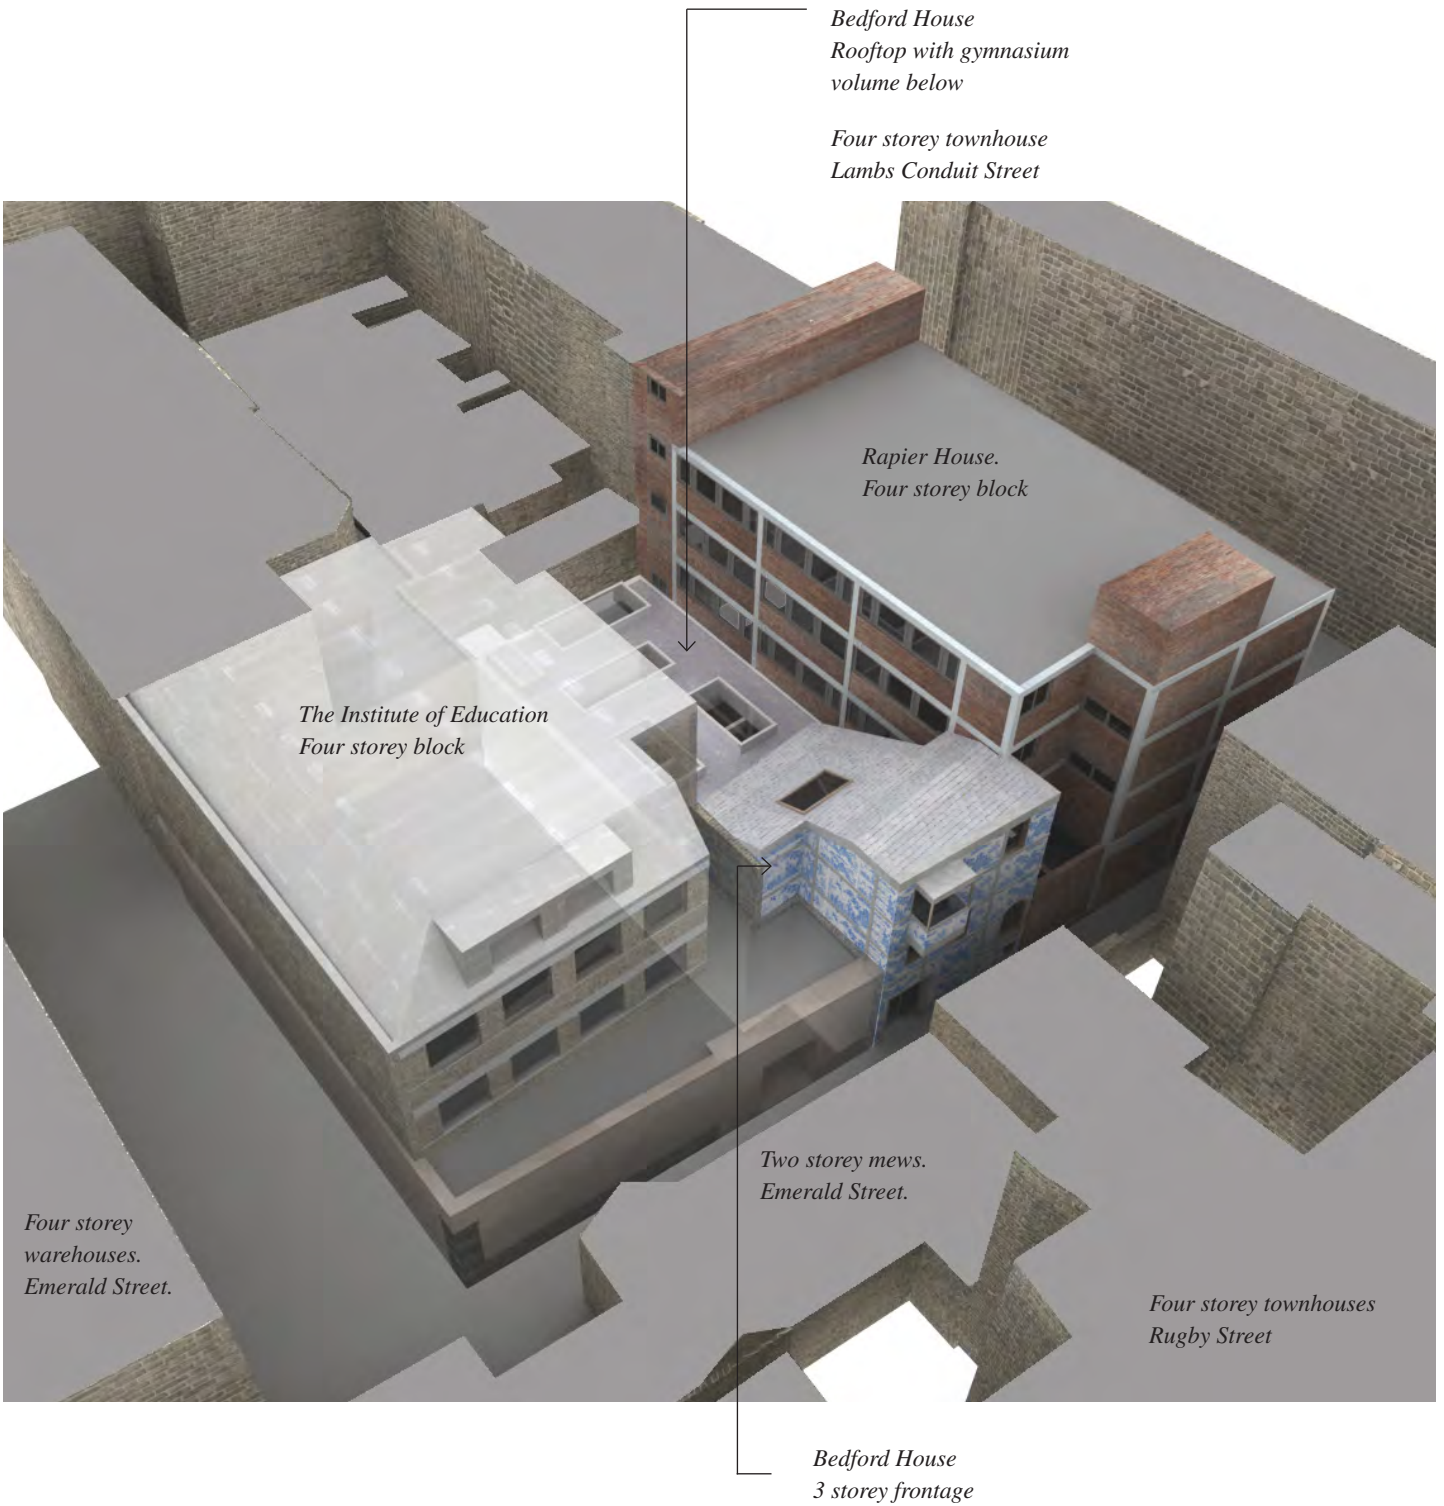 Bedford House
Rooftop with gymnasium
volume below
Four storey townhouse
Lambs Conduit Street
Rapier House.
Four storey block
The Institute of Education
Four storey block
Two storey mews.
Emerald Street.
Four storey
warehouses.
Emerald Street.
Four storey townhouses
Rugby Street
Bedford House
3 storey frontage